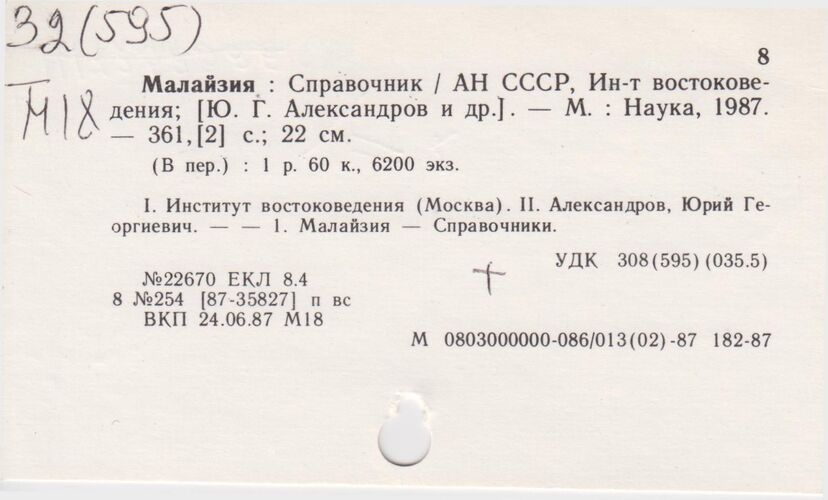 32(595)
8
М18
Малайзия : Справочник / АН СССР, Ин-т востокове-
дения; [Ю. Г. Александров и др.]. — М. : Наука, 1987.
— 361,[2] с.; 22 см.
(В пер.) : 1 р. 60 к., 6200 экз.
I. Институт востоковедения (Москва). II. Александров, Юрий Ге-
оргиевич. — — 1. Малайзия — Справочники.
УДК 308(595)(035.5)
№22670 ЕКЛ 8.4
8 №254 [87-35827] п вс
ВКП 24.06.87 М18
М 0803000000-086/013(02)-87 182-87